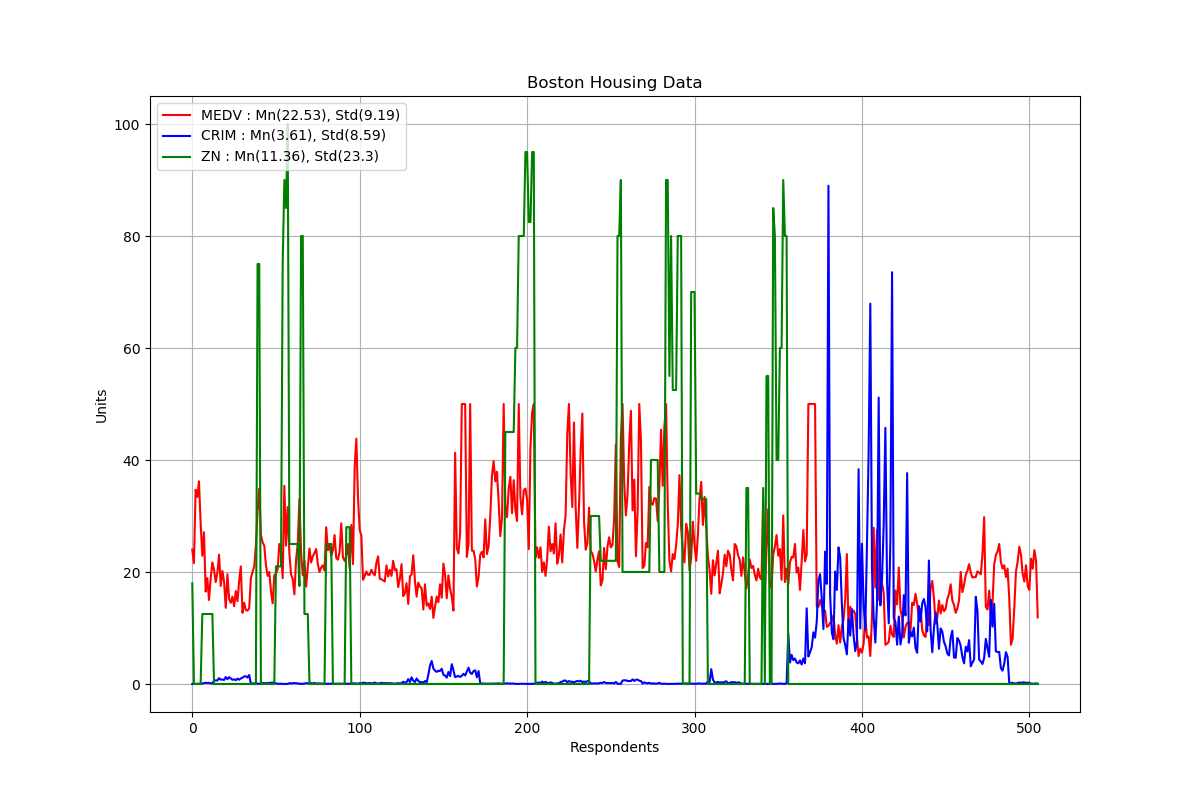 Boston Housing Data
MEDV : Mn(22.53), Std(9.19)
CRIM : Mn(3.61), Std(8.59)
ZN : Mn(11.36), Std(23.3)
100
80
60
40
20
0
Units
0 100 200 300 400 500
Respondents